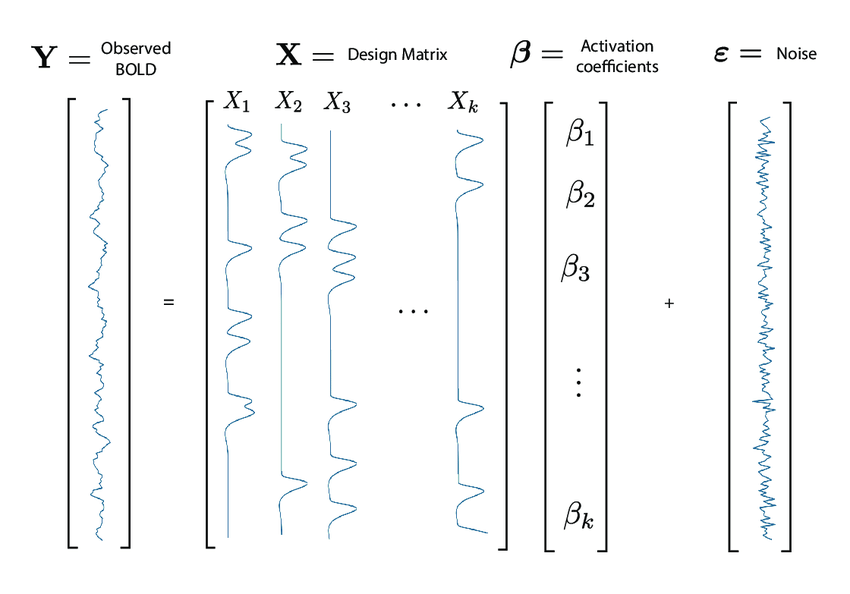 Y = Observed BOLD
X = Design Matrix
β = Activation coefficients
ε = Noise
X₁ X₂ X₃ ... Xₖ
β₁
β₂
β₃
= ... +
⋮
βₖ